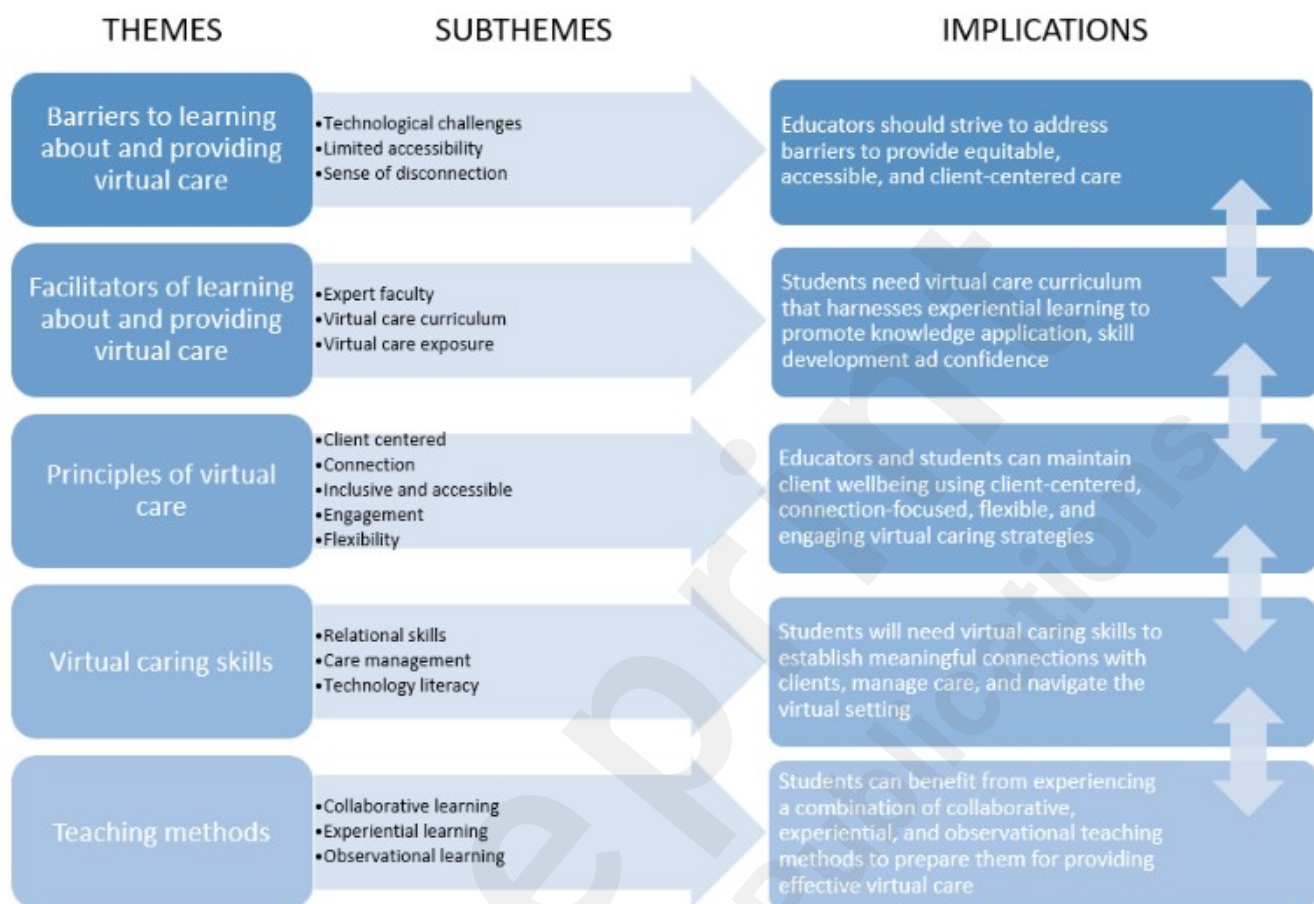 THEMES
SUBTHEMES
IMPLICATIONS
Barriers to learning
about and providing
virtual care
•Technological challenges
•Limited accessibility
•Sense of disconnection
Educators should strive to address
barriers to provide equitable,
accessible, and client-centered care
Facilitators of learning
about and providing
virtual care
•Expert faculty
•Virtual care curriculum
•Virtual care exposure
Students need virtual care curriculum
that harnesses experiential learning to
promote knowledge application, skill
development ad confidence
Principles of virtual
care
•Client centered
•Connection
•Inclusive and accessible
•Engagement
•Flexibility
Educators and students can maintain
client wellbeing using client-centered,
connection-focused, flexible, and
engaging virtual caring strategies
Virtual caring skills
•Relational skills
•Care management
•Technology literacy
Students will need virtual caring skills to
establish meaningful connections with
clients, manage care, and navigate the
virtual setting
Teaching methods
•Collaborative learning
•Experiential learning
•Observational learning
Students can benefit from experiencing
a combination of collaborative,
experiential, and observational teaching
methods to prepare them for providing
effective virtual care
eprint
publications